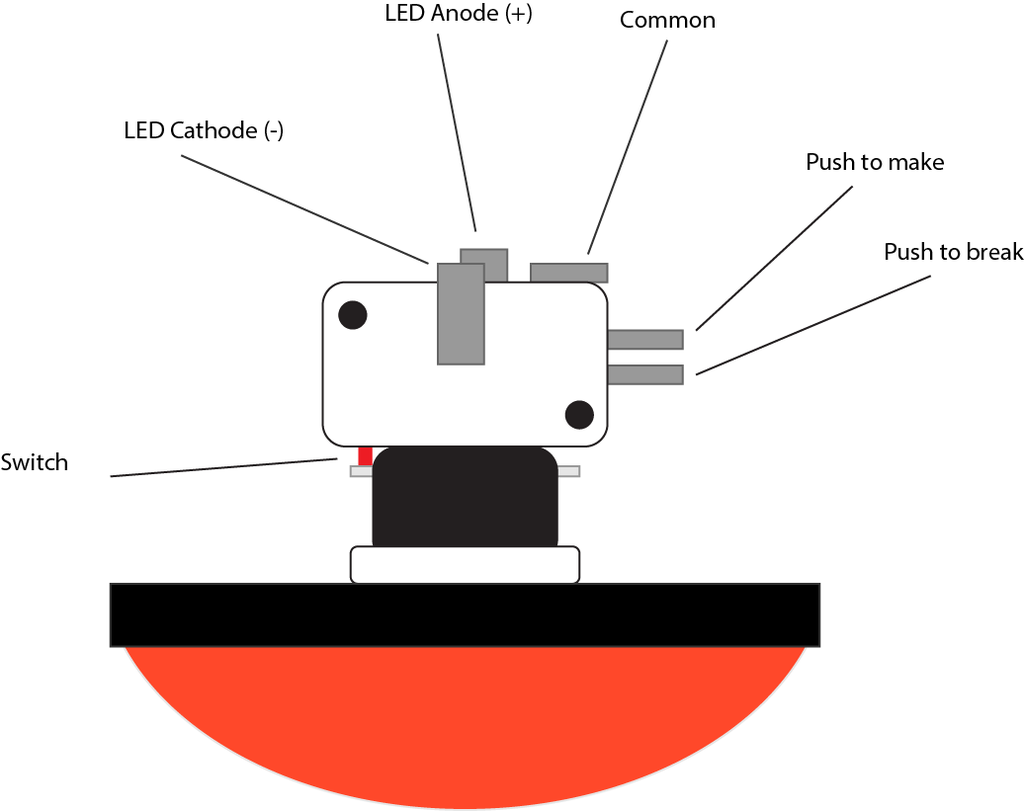 LED Anode (+)
Common
LED Cathode (-)
Push to make
Push to break
Switch